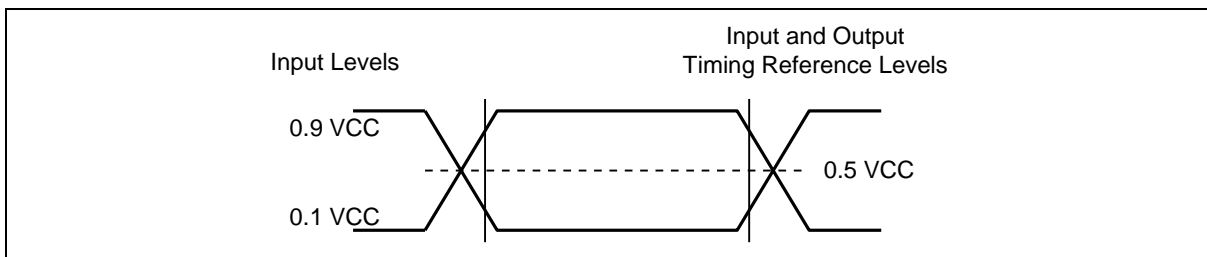 Input Levels
Input and Output
Timing Reference Levels
0.9 VCC
0.5 VCC
0.1 VCC